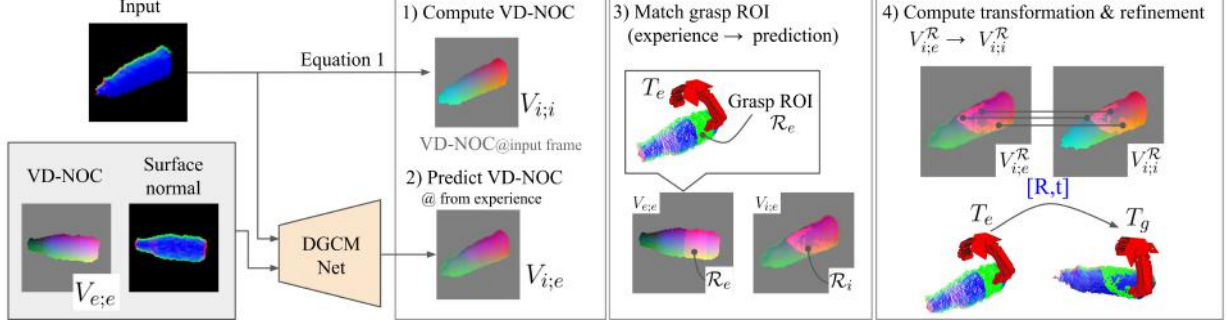 Input
Equation 1
VD-NOC
Surface
normal
V_{e;e}
DGCM
Net
1) Compute VD-NOC
V_{i;i}
VD-NOC@input frame
2) Predict VD-NOC
@ from experience
V_{i;e}
3) Match grasp ROI
(experience → prediction)
T_e
Grasp ROI
R_e
V_{e;e}
V_{i;e}
R_e
R_i
4) Compute transformation & refinement
V^R_{i;e} → V^R_{i;i}
V^R_{i;e}
V^R_{i;i}
[R,t]
T_e
T_g